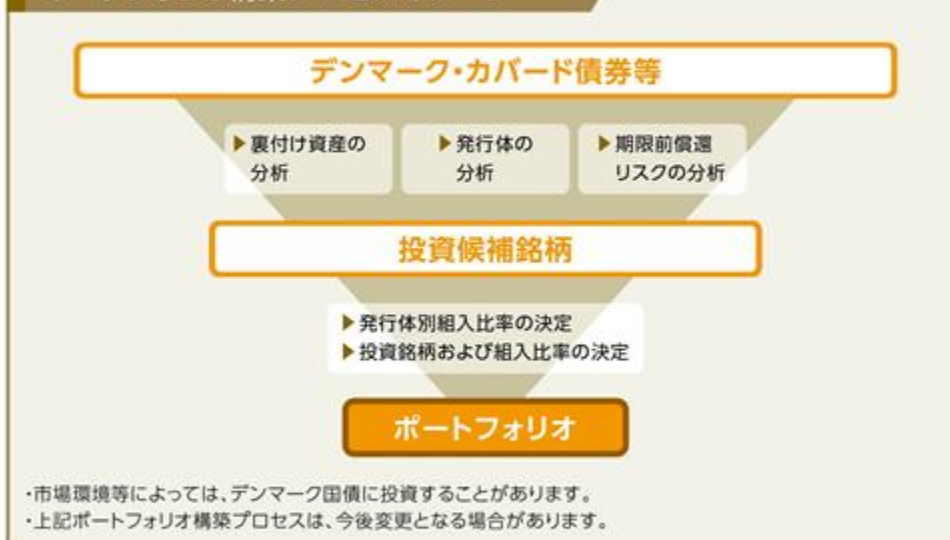 デンマーク・カバード債券等
▶裏付け資産の
分析
▶発行体の
分析
▶期限前償還
リスクの分析
投資候補銘柄
▶発行体別組入比率の決定
▶投資銘柄および組入比率の決定
ポートフォリオ
・市場環境等によっては、デンマーク国債に投資することがあります。
・上記ポートフォリオ構築プロセスは、今後変更となる場合があります。